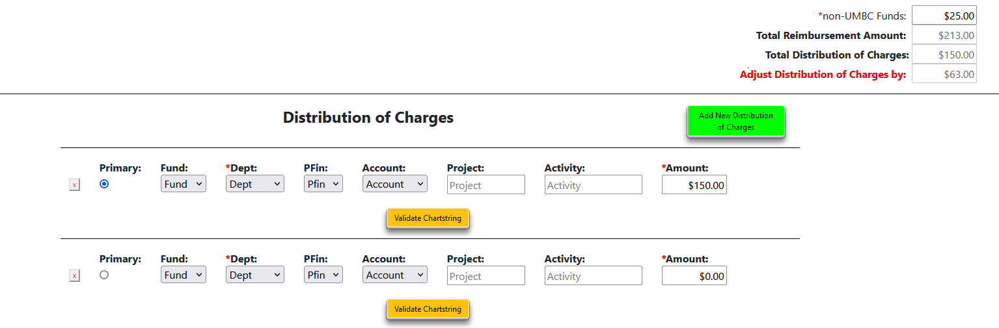 *non-UMBC Funds: $25.00
Total Reimbursement Amount: $213.00
Total Distribution of Charges: $150.00
Adjust Distribution of Charges by: $63.00
Distribution of Charges
Add New Distribution
of Charges
Primary: Fund: *Dept: PFin: Account: Project: Activity: *Amount:
x Fund Dept Pfin Account Project Activity $150.00
Validate Chartstring
Primary: Fund: *Dept: PFin: Account: Project: Activity: *Amount:
x Fund Dept Pfin Account Project Activity $0.00
Validate Chartstring